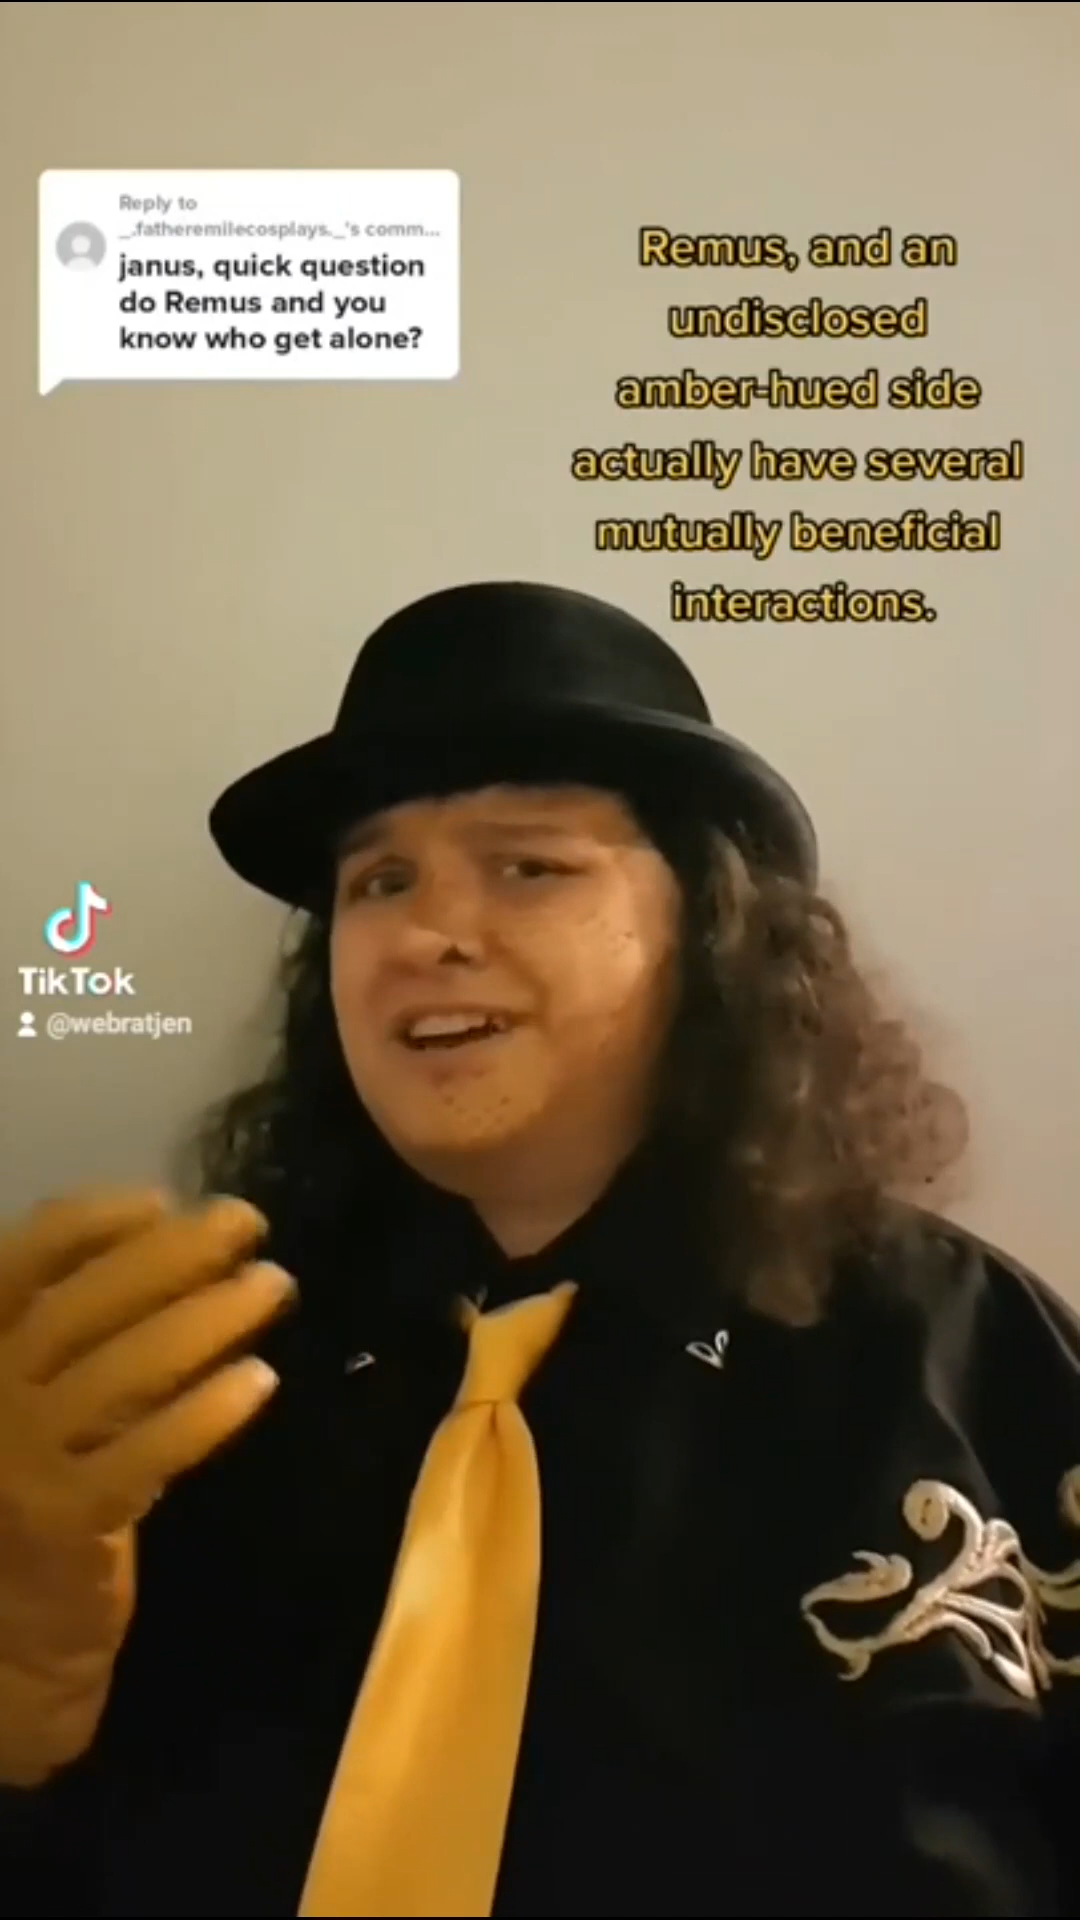 Reply to
_.fatheremilecosplays._'s comm...
janus, quick question
do Remus and you
know who get alone?
Remus, and an
undisclosed
amber-hued side
actually have several
mutually beneficial
interactions.
TikTok
@webratjen